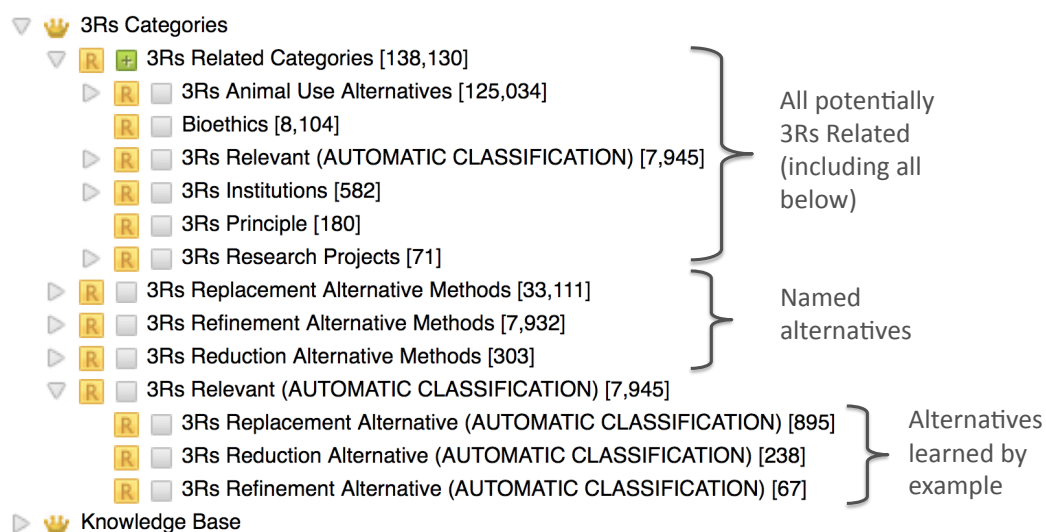 3Rs Categories
R 3Rs Related Categories [138,130]
R 3Rs Animal Use Alternatives [125,034]
R Bioethics [8,104]
R 3Rs Relevant (AUTOMATIC CLASSIFICATION) [7,945]
R 3Rs Institutions [582]
R 3Rs Principle [180]
R 3Rs Research Projects [71]
All potentially
3Rs Related
(including all
below)
R 3Rs Replacement Alternative Methods [33,111]
R 3Rs Refinement Alternative Methods [7,932]
R 3Rs Reduction Alternative Methods [303]
Named
alternatives
R 3Rs Relevant (AUTOMATIC CLASSIFICATION) [7,945]
R 3Rs Replacement Alternative (AUTOMATIC CLASSIFICATION) [895]
R 3Rs Reduction Alternative (AUTOMATIC CLASSIFICATION) [238]
R 3Rs Refinement Alternative (AUTOMATIC CLASSIFICATION) [67]
Alternatives
learned by
example
Knowledge Base